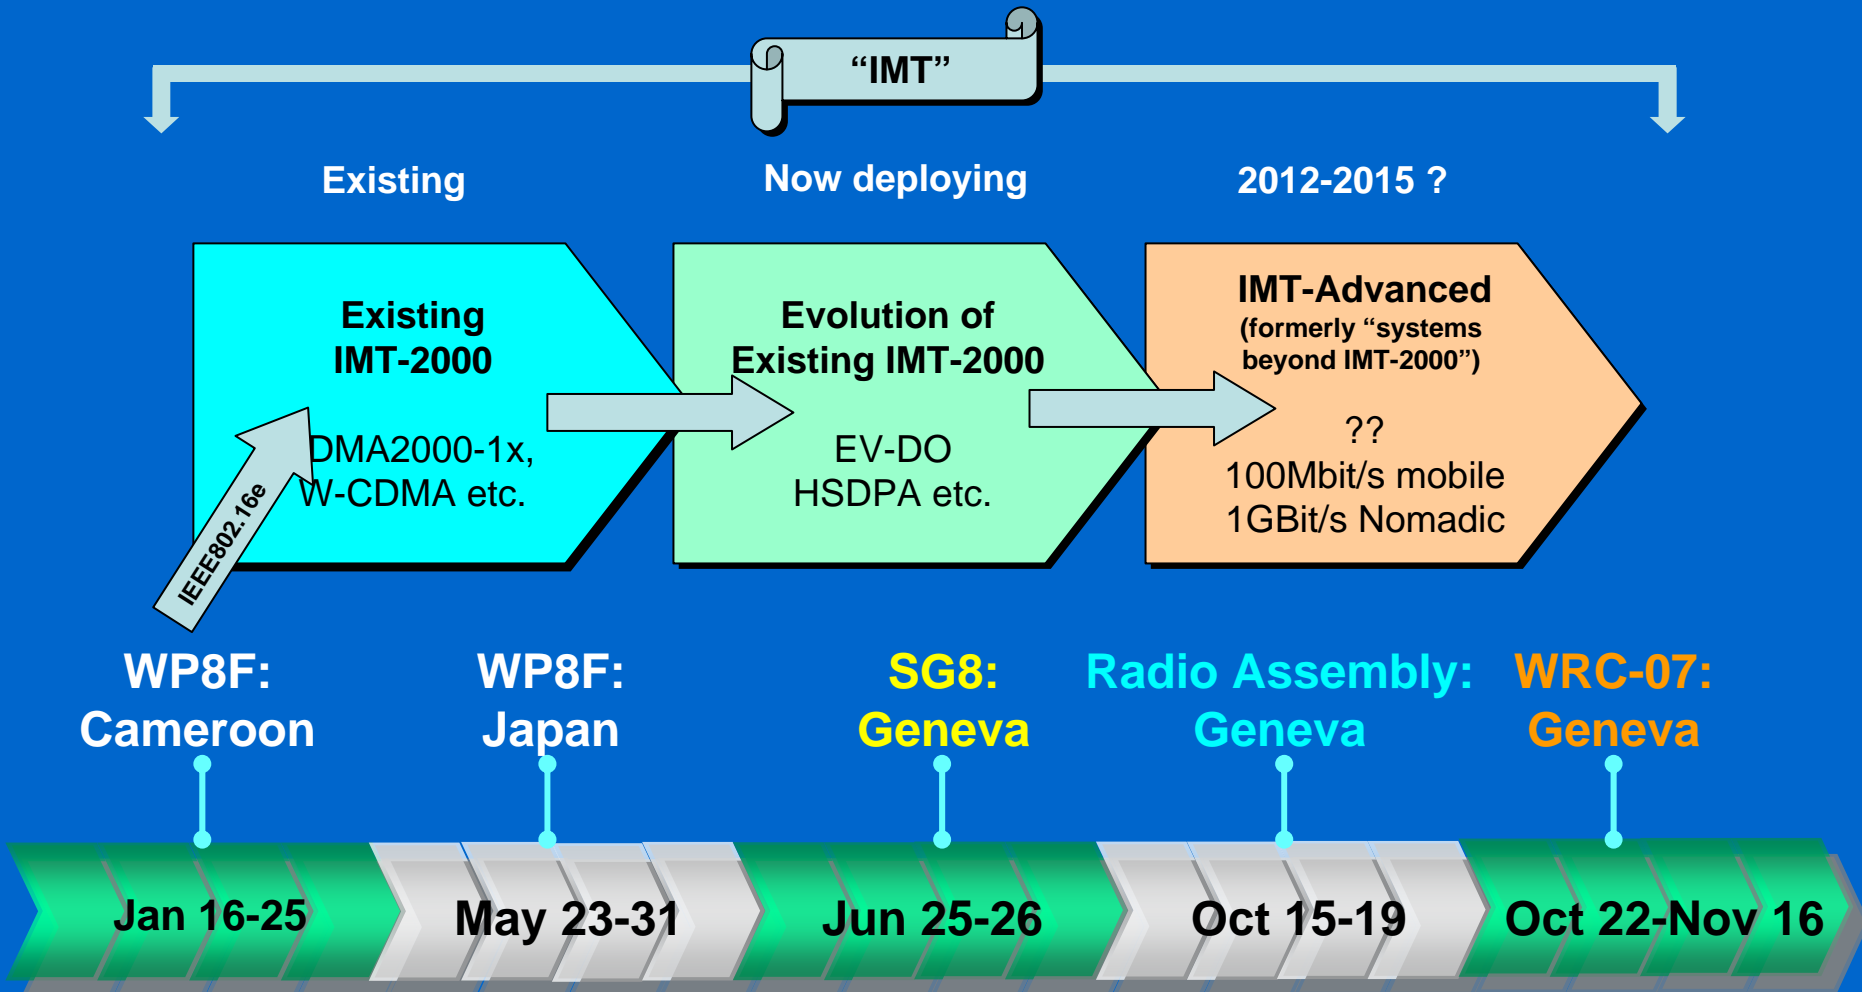 “IMT”
Existing
Now deploying
2012-2015 ?
Existing
IMT-2000
DMA2000-1x,
W-CDMA etc.
IEEE802.16e
Evolution of
Existing IMT-2000
EV-DO
HSDPA etc.
IMT-Advanced
(formerly “systems
beyond IMT-2000”)
??
100Mbit/s mobile
1GBit/s Nomadic
WP8F:
Cameroon
WP8F:
Japan
SG8:
Geneva
Radio Assembly:
Geneva
WRC-07:
Geneva
Jan 16-25
May 23-31
Jun 25-26
Oct 15-19
Oct 22-Nov 16